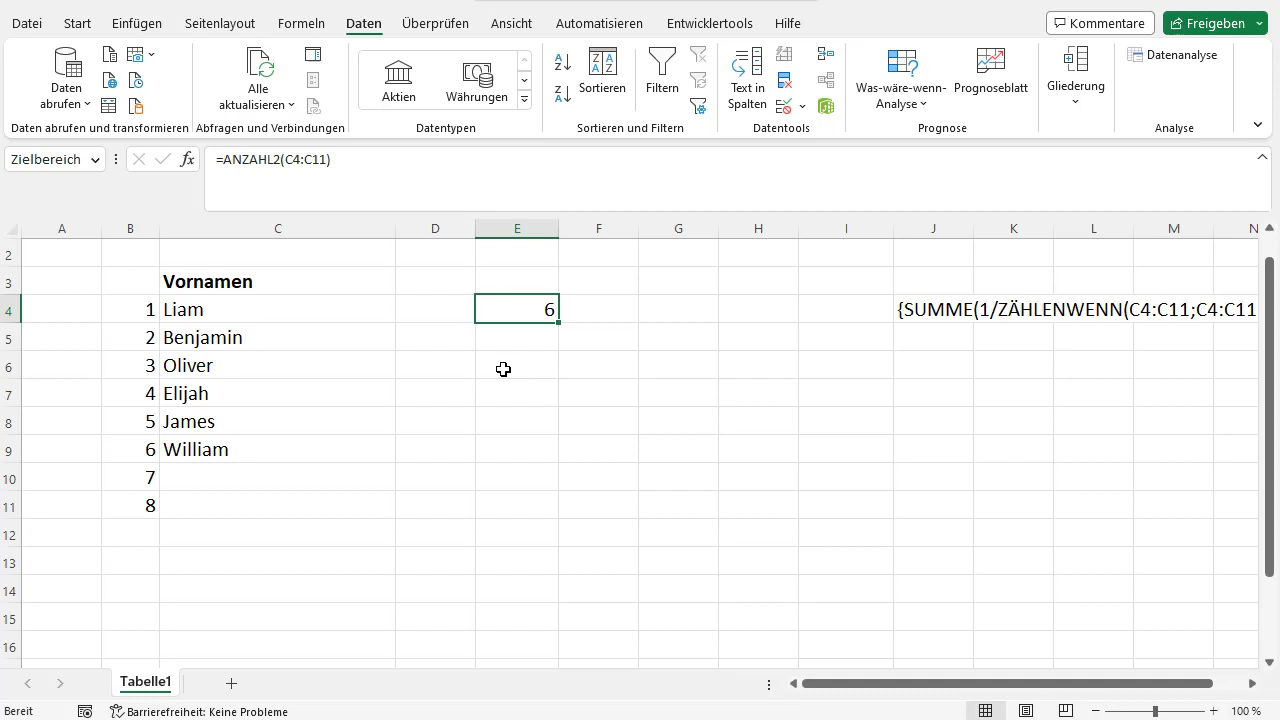 Datei Start Einfügen Seitenlayout Formeln Daten Überprüfen Ansicht Automatisieren Entwicklertools Hilfe Kommentare Freigeben
Daten abrufen
Alle aktualisieren
Aktien
Währungen
Sortieren
Filtern
Text in Spalten
Was-wäre-wenn-Analyse
Prognoseblatt
Gliederung
Datenanalyse
Daten abrufen und transformieren Abfragen und Verbindungen Datentypen Sortieren und Filtern Datentools Prognose Analyse
Zielbereich fx =ANZAHL2(C4:C11)
A B C D E F G H I J K L M N
2
3 Vornamen
4 1 Liam 6 {SUMME(1/ZÄHLENWENN(C4:C11;C4:C11
5 2 Benjamin
6 3 Oliver
7 4 Elijah
8 5 James
9 6 William
10 7
11 8
12
13
14
15
16
Tabelle1
Bereit Barrierefreiheit: Keine Probleme 100 %